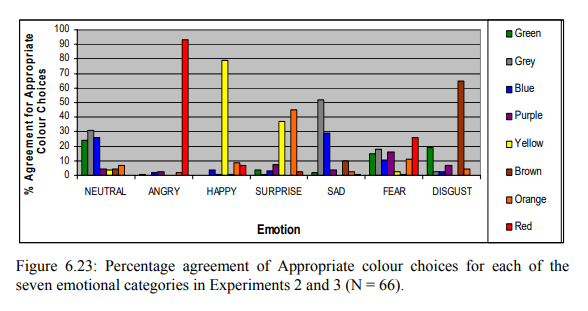 % Agreement for Appropriate
Colour Choices
100
90
80
70
60
50
40
30
20
10
0
NEUTRAL ANGRY HAPPY SURPRISE SAD FEAR DISGUST
Emotion
Green
Grey
Blue
Purple
Yellow
Brown
Orange
Red
Figure 6.23: Percentage agreement of Appropriate colour choices for each of the
seven emotional categories in Experiments 2 and 3 (N = 66).